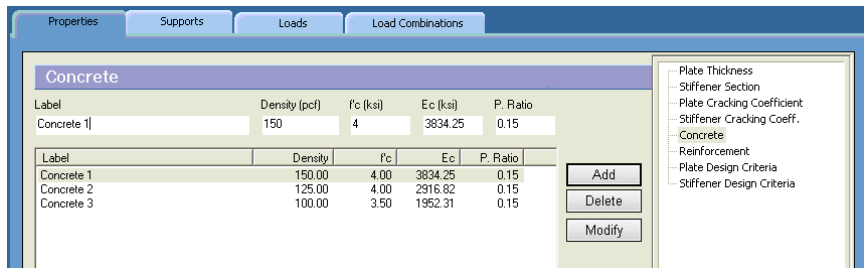 Properties Supports Loads Load Combinations
Concrete
Label Density (pcf) f'c (ksi) Ec (ksi) P. Ratio
Concrete 1 150 4 3834.25 0.15
Label Density f'c Ec P. Ratio
Concrete 1 150.00 4.00 3834.25 0.15
Concrete 2 125.00 4.00 2916.82 0.15
Concrete 3 100.00 3.50 1952.31 0.15
Add
Delete
Modify
Plate Thickness
Stiffener Section
Plate Cracking Coefficient
Stiffener Cracking Coeff.
Concrete
Reinforcement
Plate Design Criteria
Stiffener Design Criteria